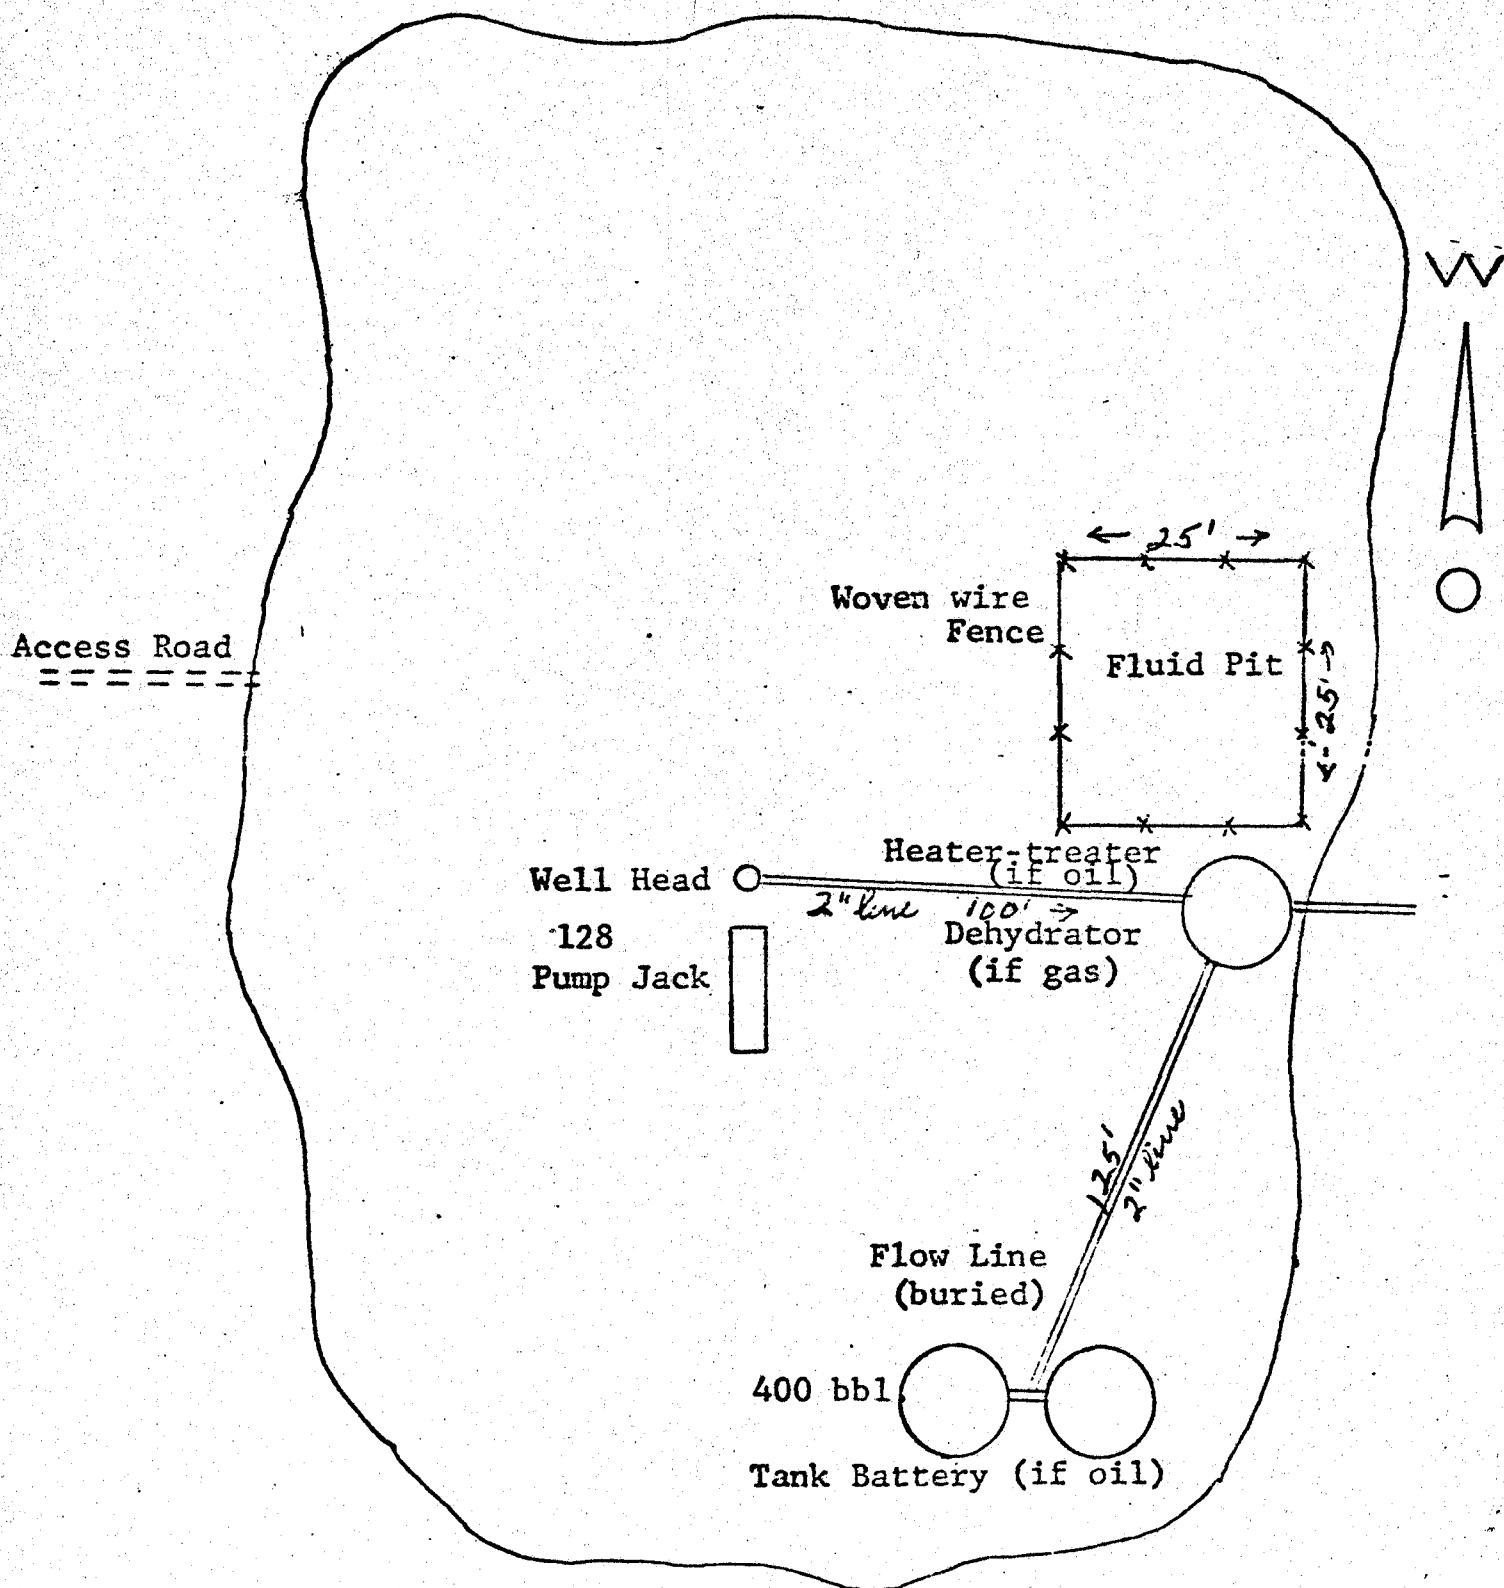 W
← 25' →
Woven wire
Fence
Access Road
Fluid Pit
← 25' →
Heater-treater
(if oil)
Well Head
2" line 100' →
128
Pump Jack
Dehydrator
(if gas)
125'
2" line
Flow Line
(buried)
400 bbl
Tank Battery (if oil)